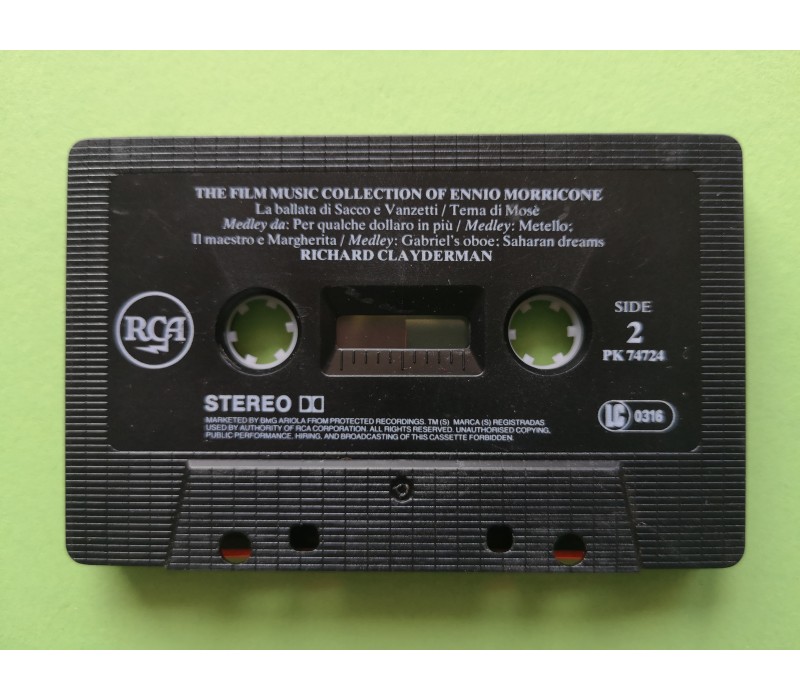 THE FILM MUSIC COLLECTION OF ENNIO MORRICONE
La ballata di Sacco e Vanzetti / Tema di Mosè
Medley da: Per qualche dollaro in più / Medley: Metello;
Il maestro e Margherita / Medley: Gabriel's oboe; Saharan dreams
RICHARD CLAYDERMAN
RCA
SIDE
2
PK 74724
STEREO
LC 0316
MARKETED BY BMG ARIOLA FROM PROTECTED RECORDINGS. TM(S) MARCA(S) REGISTRADAS
USED BY AUTHORITY OF RCA CORPORATION. ALL RIGHTS RESERVED. UNAUTHORISED COPYING,
PUBLIC PERFORMANCE, HIRING, AND BROADCASTING OF THIS CASSETTE FORBIDDEN.